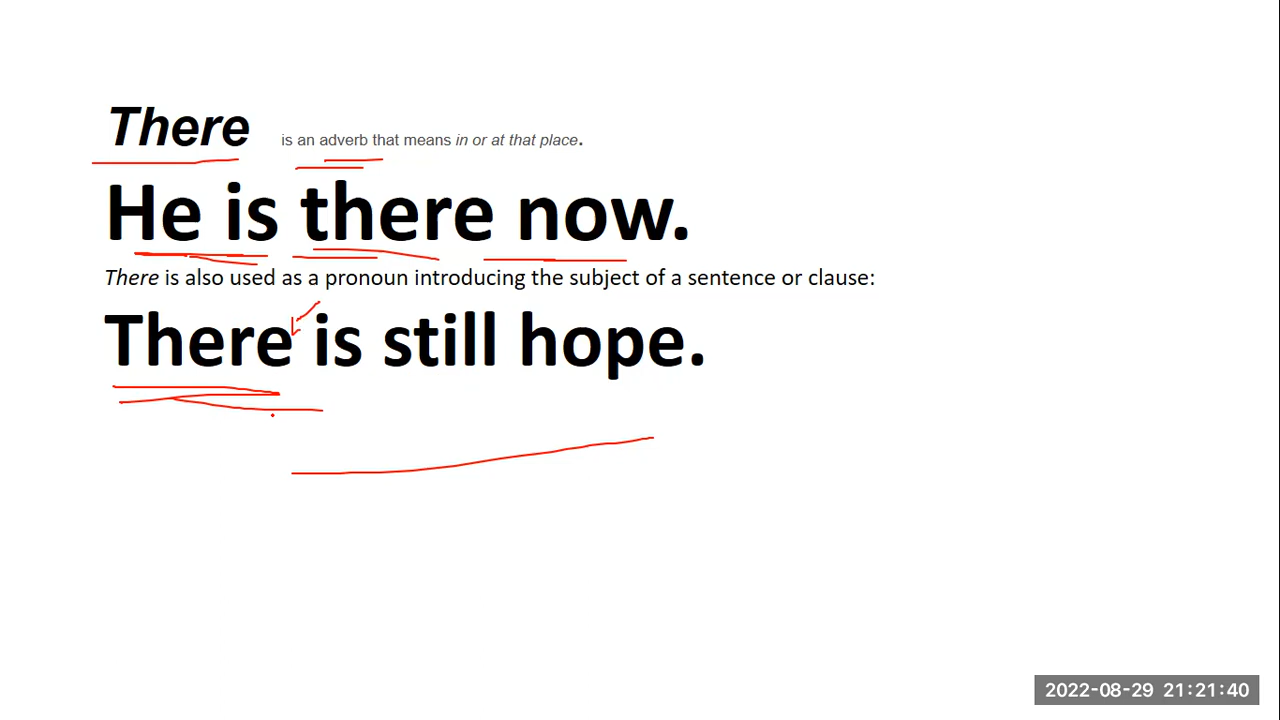 There is an adverb that means in or at that place.
He is there now.
There is also used as a pronoun introducing the subject of a sentence or clause:
There is still hope.
2022-08-29 21:21:40